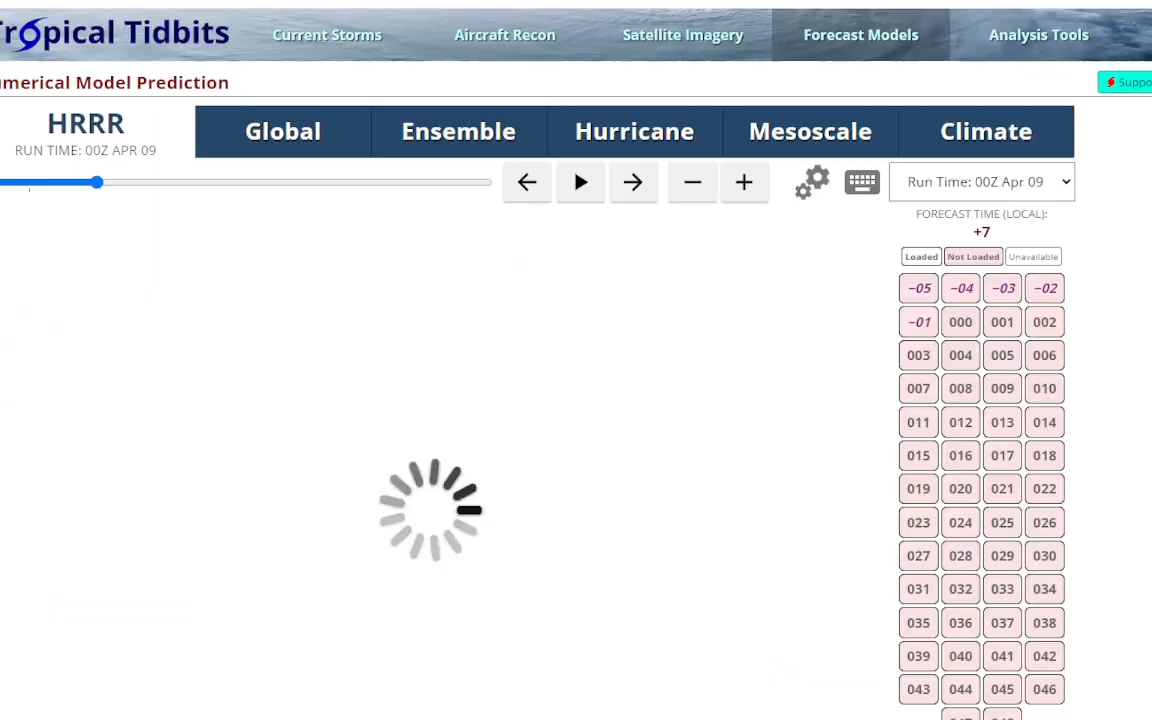 Tropical Tidbits
Current Storms
Aircraft Recon
Satellite Imagery
Forecast Models
Analysis Tools
umerical Model Prediction
Suppo
HRRR
RUN TIME: 00Z APR 09
Global
Ensemble
Hurricane
Mesoscale
Climate
Run Time: 00Z Apr 09
FORECAST TIME (LOCAL):
+7
Loaded Not Loaded Unavailable
−05 −04 −03 −02
−01 000 001 002
003 004 005 006
007 008 009 010
011 012 013 014
015 016 017 018
019 020 021 022
023 024 025 026
027 028 029 030
031 032 033 034
035 036 037 038
039 040 041 042
043 044 045 046